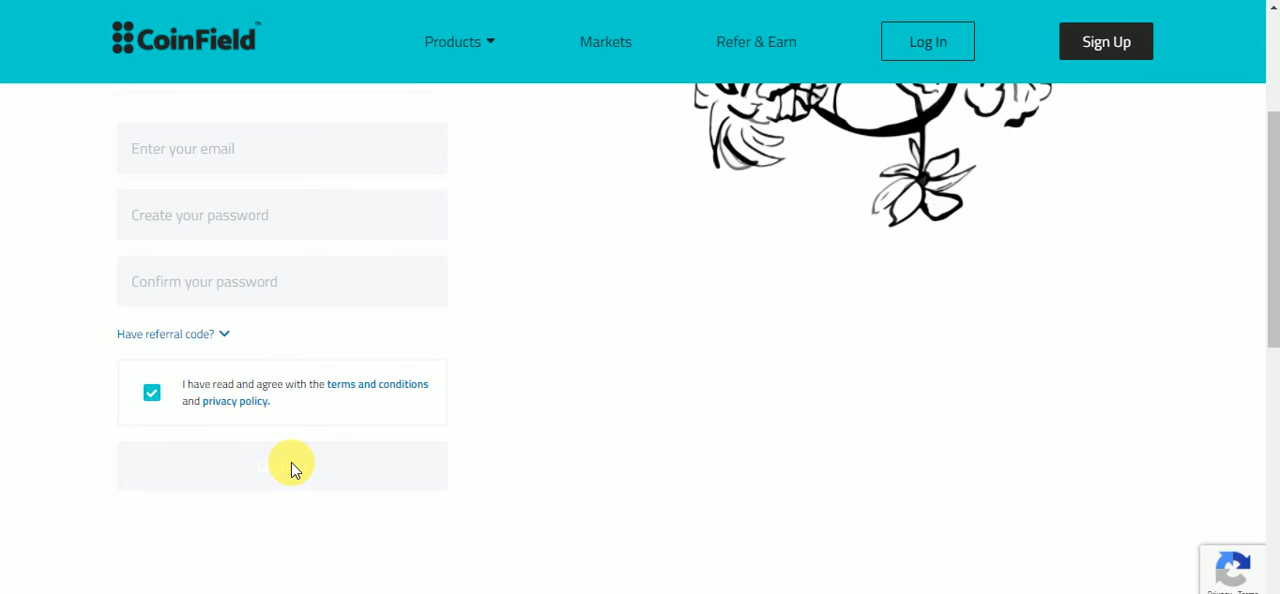 CoinField™
Products
Markets
Refer & Earn
Log In
Sign Up
Enter your email
Create your password
Confirm your password
Have referral code?
I have read and agree with the terms and conditions
and privacy policy.